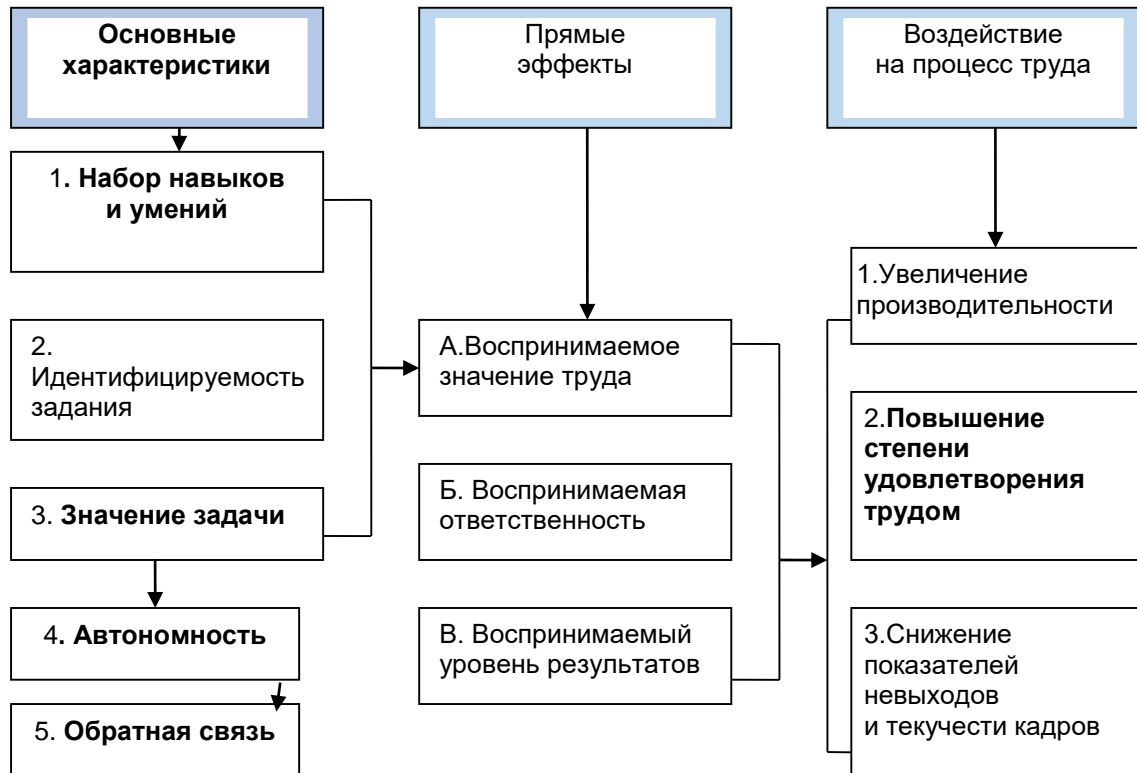 Основные
характеристики
1. Набор навыков
и умений
2.
Идентифицируемость
задания
3. Значение задачи
4. Автономность
5. Обратная связь
Прямые
эффекты
А.Воспринимаемое
значение труда
Б. Воспринимаемая
ответственность
В. Воспринимаемый
уровень результатов
Воздействие
на процесс труда
1.Увеличение
производительности
2.Повышение
степени
удовлетворения
трудом
3.Снижение
показателей
невыходов
и текучести кадров